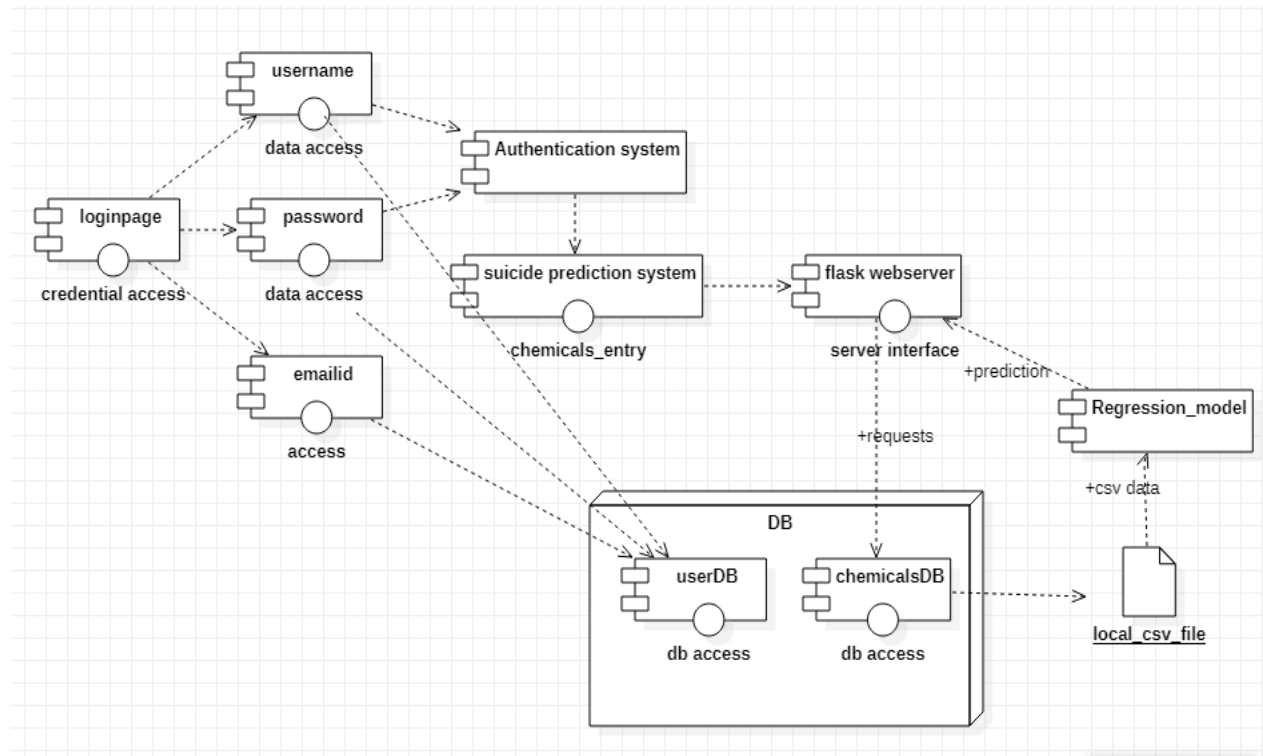 username
data access
Authentication system
loginpage
credential access
password
data access
suicide prediction system
chemicals_entry
flask webserver
server interface
emailid
access
+prediction
Regression_model
+requests
+csv data
DB
userDB
db access
chemicalsDB
db access
local_csv_file